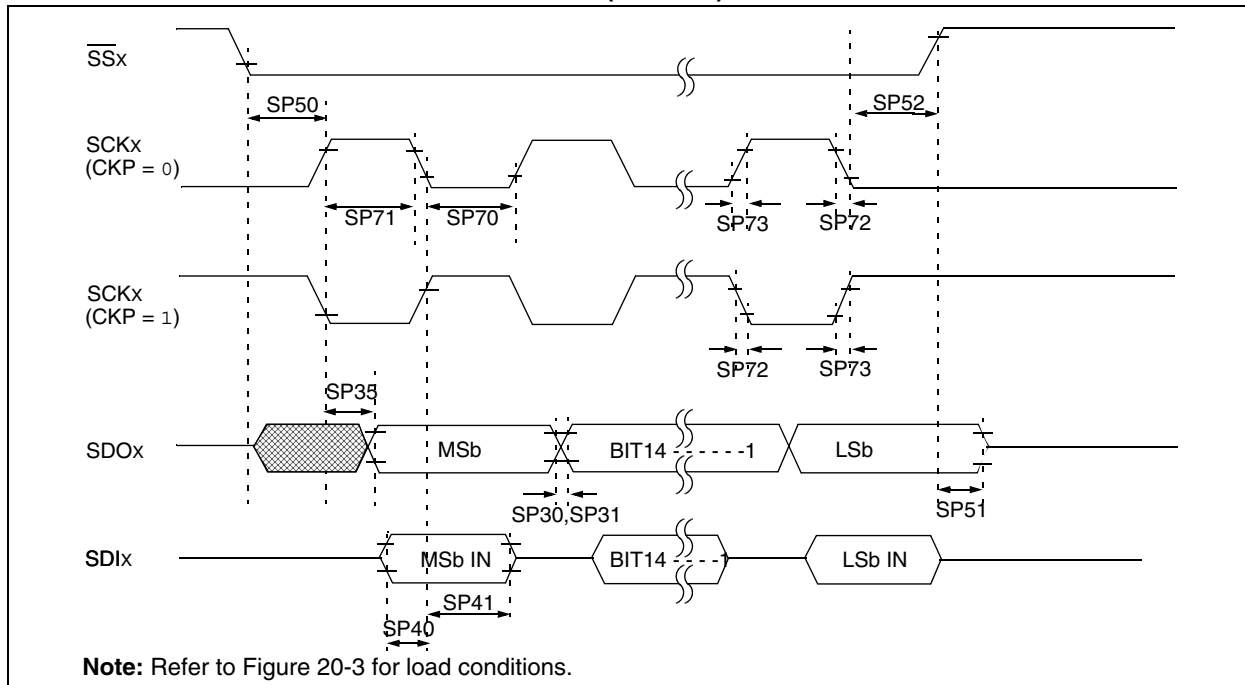 SSx
SP50
SP52
SCKx
(CKP = 0)
SP71
SP70
SP73
SP72
SCKx
(CKP = 1)
SP72
SP73
SP35
SDOx
MSb
BIT14 - - - - - -1
LSb
SP30,SP31
SP51
SDIx
MSb IN
BIT14 - - - - -1
LSb IN
SP41
SP40
Note: Refer to Figure 20-3 for load conditions.